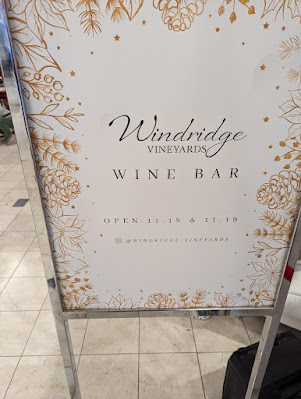 Windridge
VINEYARDS
WINE BAR
OPEN 11.18 & 11.19
@WINDRIDGE_VINEYARDS